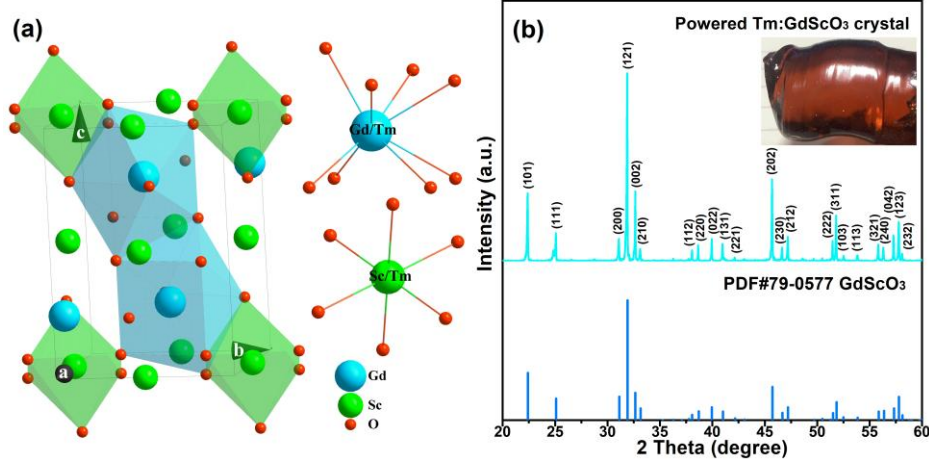 (a)
c
b
a
Gd/Tm
Sc/Tm
Gd
Sc
O
(b)
Powered Tm:GdScO₃ crystal
Intensity (a.u.)
(101)
(111)
(200)
(121)
(002)
(210)
(112)
(220)
(022)
(131)
(221)
(202)
(230)
(212)
(222)
(311)
(103)
(113)
(321)
(240)
(042)
(123)
(232)
PDF#79-0577 GdScO₃
20 25 30 35 40 45 50 55 60
2 Theta (degree)